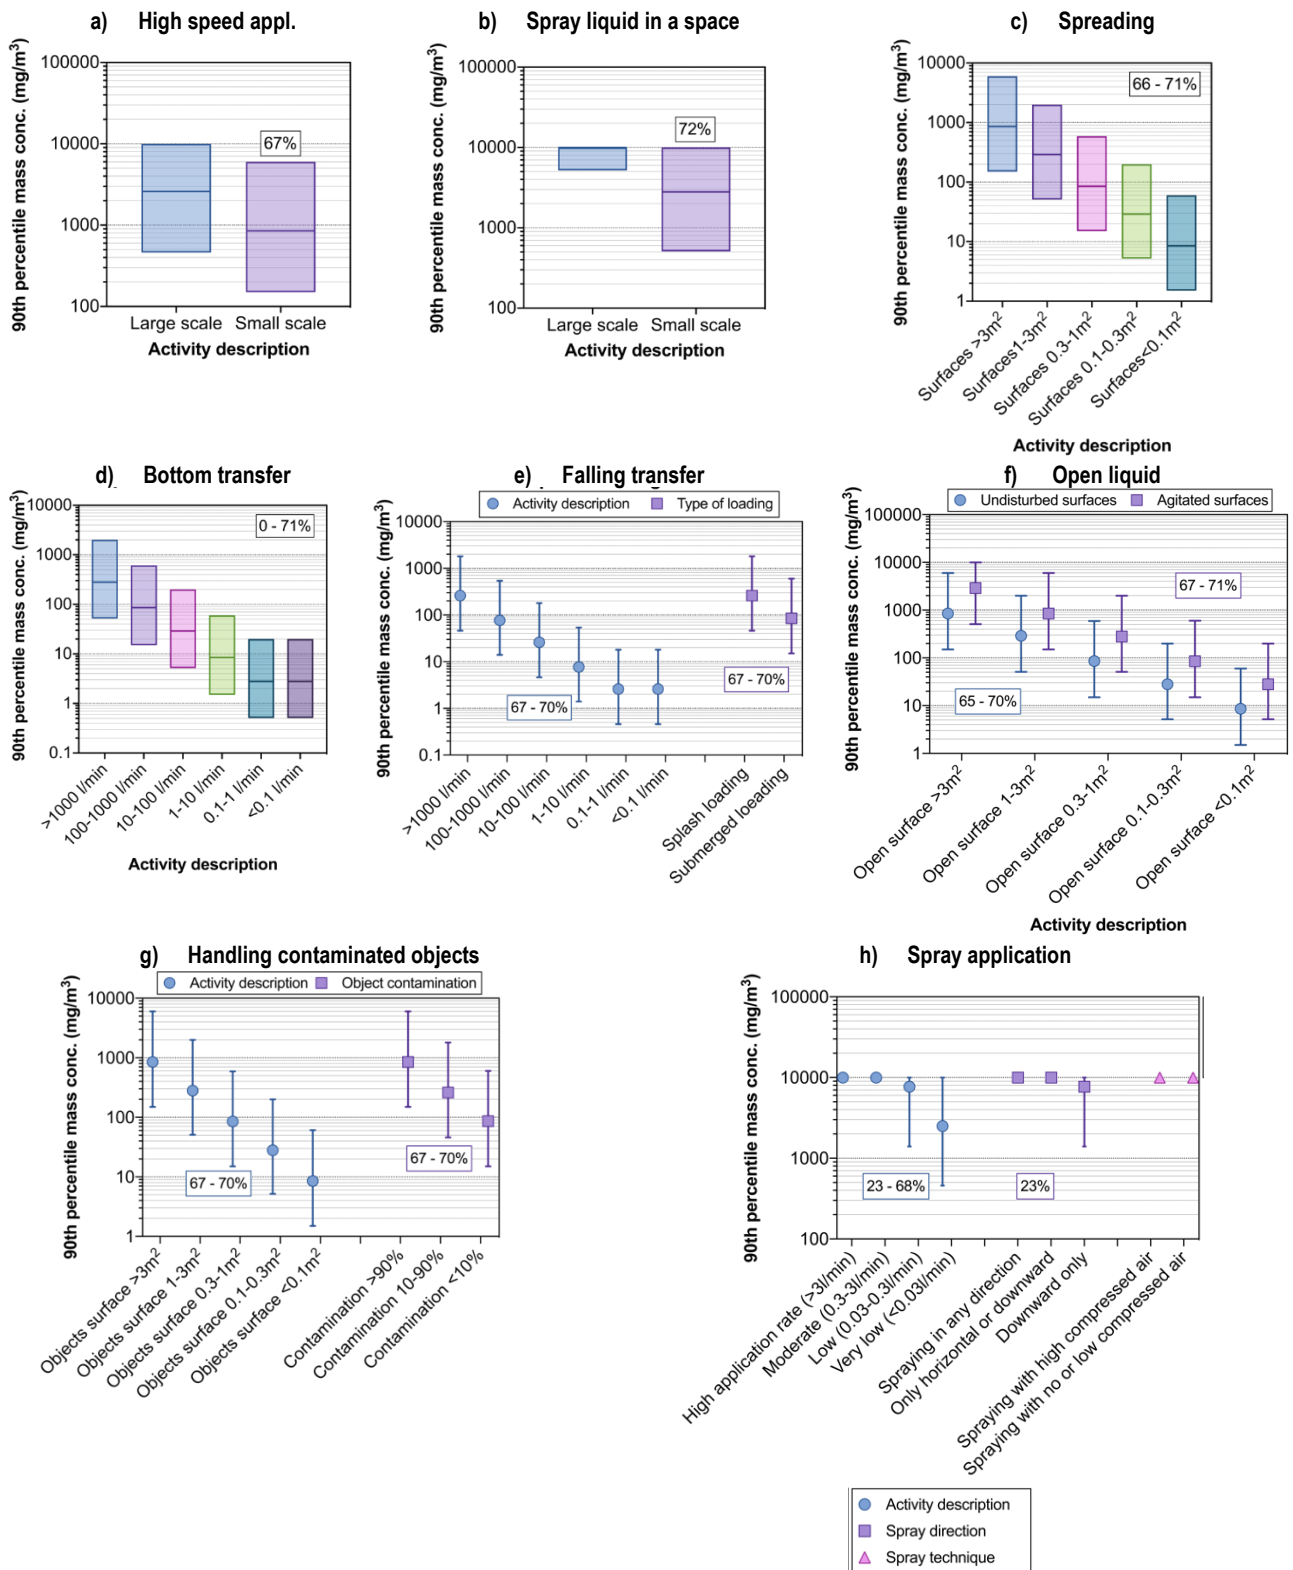 a) High speed appl.
90th percentile mass conc. (mg/m³)
100000
10000
1000
100
67%
Large scale Small scale
Activity description
b) Spray liquid in a space
90th percentile mass conc. (mg/m³)
100000
10000
1000
100
72%
Large scale Small scale
Activity description
c) Spreading
90th percentile mass conc. (mg/m³)
10000
1000
100
10
1
66 - 71%
Surfaces >3m²
Surfaces1-3m²
Surfaces 0.3-1m²
Surfaces 0.1-0.3m²
Surfaces<0.1m²
Activity description
d) Bottom transfer
90th percentile mass conc. (mg/m³)
10000
1000
100
10
1
0.1
0 - 71%
>1000 l/min
100-1000 l/min
10-100 l/min
1-10 l/min
0.1-1 l/min
<0.1 l/min
Activity description
e) Falling transfer
Activity description Type of loading
90th percentile mass conc. (mg/m³)
10000
1000
100
10
1
0.1
67 - 70%
67 - 70%
>1000 l/min
100-1000 l/min
10-100 l/min
1-10 l/min
0.1-1 l/min
<0.1 l/min
Splash loading
Submerged loeading
f) Open liquid
Undisturbed surfaces Agitated surfaces
90th percentile mass conc. (mg/m³)
100000
10000
1000
100
10
1
67 - 71%
65 - 70%
Open surface >3m²
Open surface 1-3m²
Open surface 0.3-1m²
Open surface 0.1-0.3m²
Open surface <0.1m²
Activity description
g) Handling contaminated objects
Activity description Object contamination
90th percentile mass conc. (mg/m³)
10000
1000
100
10
1
67 - 70%
67 - 70%
Objects surface >3m²
Objects surface 1-3m²
Objects surface 0.3-1m²
Objects surface 0.1-0.3m²
Objects surface <0.1m²
Contamination >90%
Contamination 10-90%
Contamination <10%
h) Spray application
90th percentile mass conc. (mg/m³)
100000
10000
1000
100
23 - 68%
23%
High application rate (>3l/min)
Moderate (0.3-3l/min)
Low (0.03-0.3l/min)
Very low (<0.03l/min)
Spraying in any direction
Only horizontal or downward
Downward only
Spraying with high compressed air
Spraying with no or low compressed air
Activity description
Spray direction
Spray technique